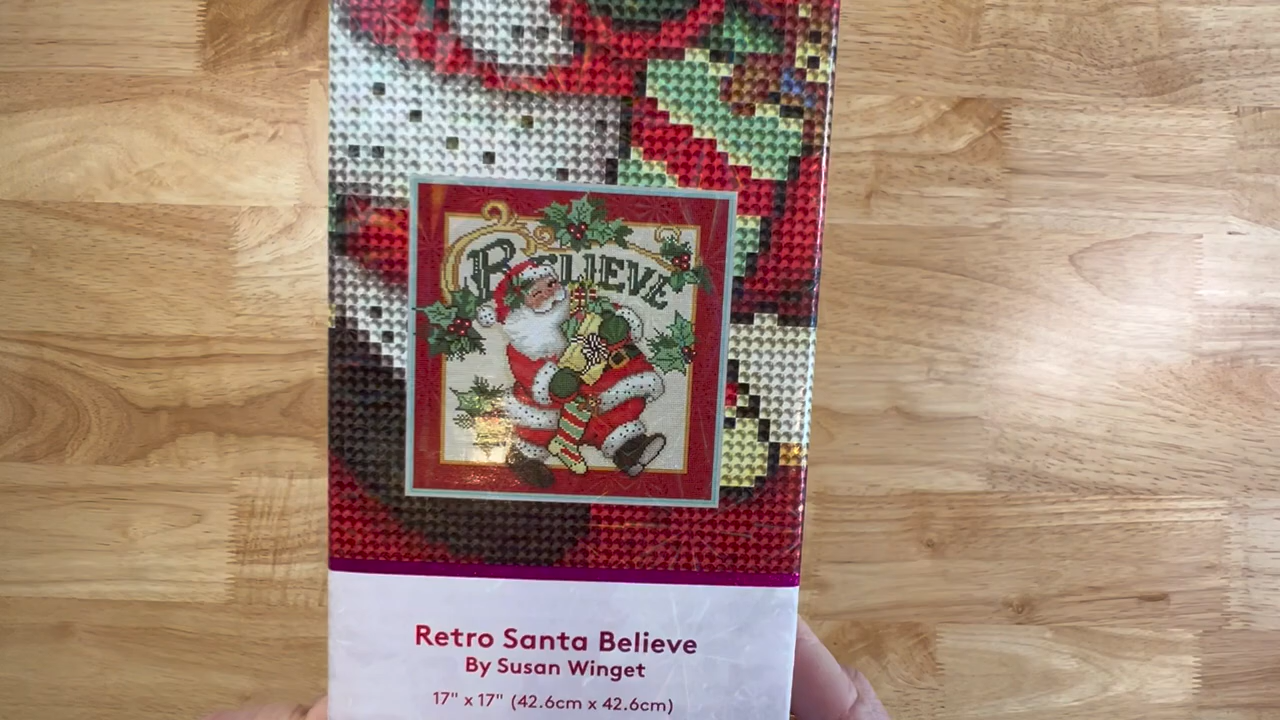 BELIEVE
Retro Santa Believe
By Susan Winget
17" x 17" (42.6cm x 42.6cm)